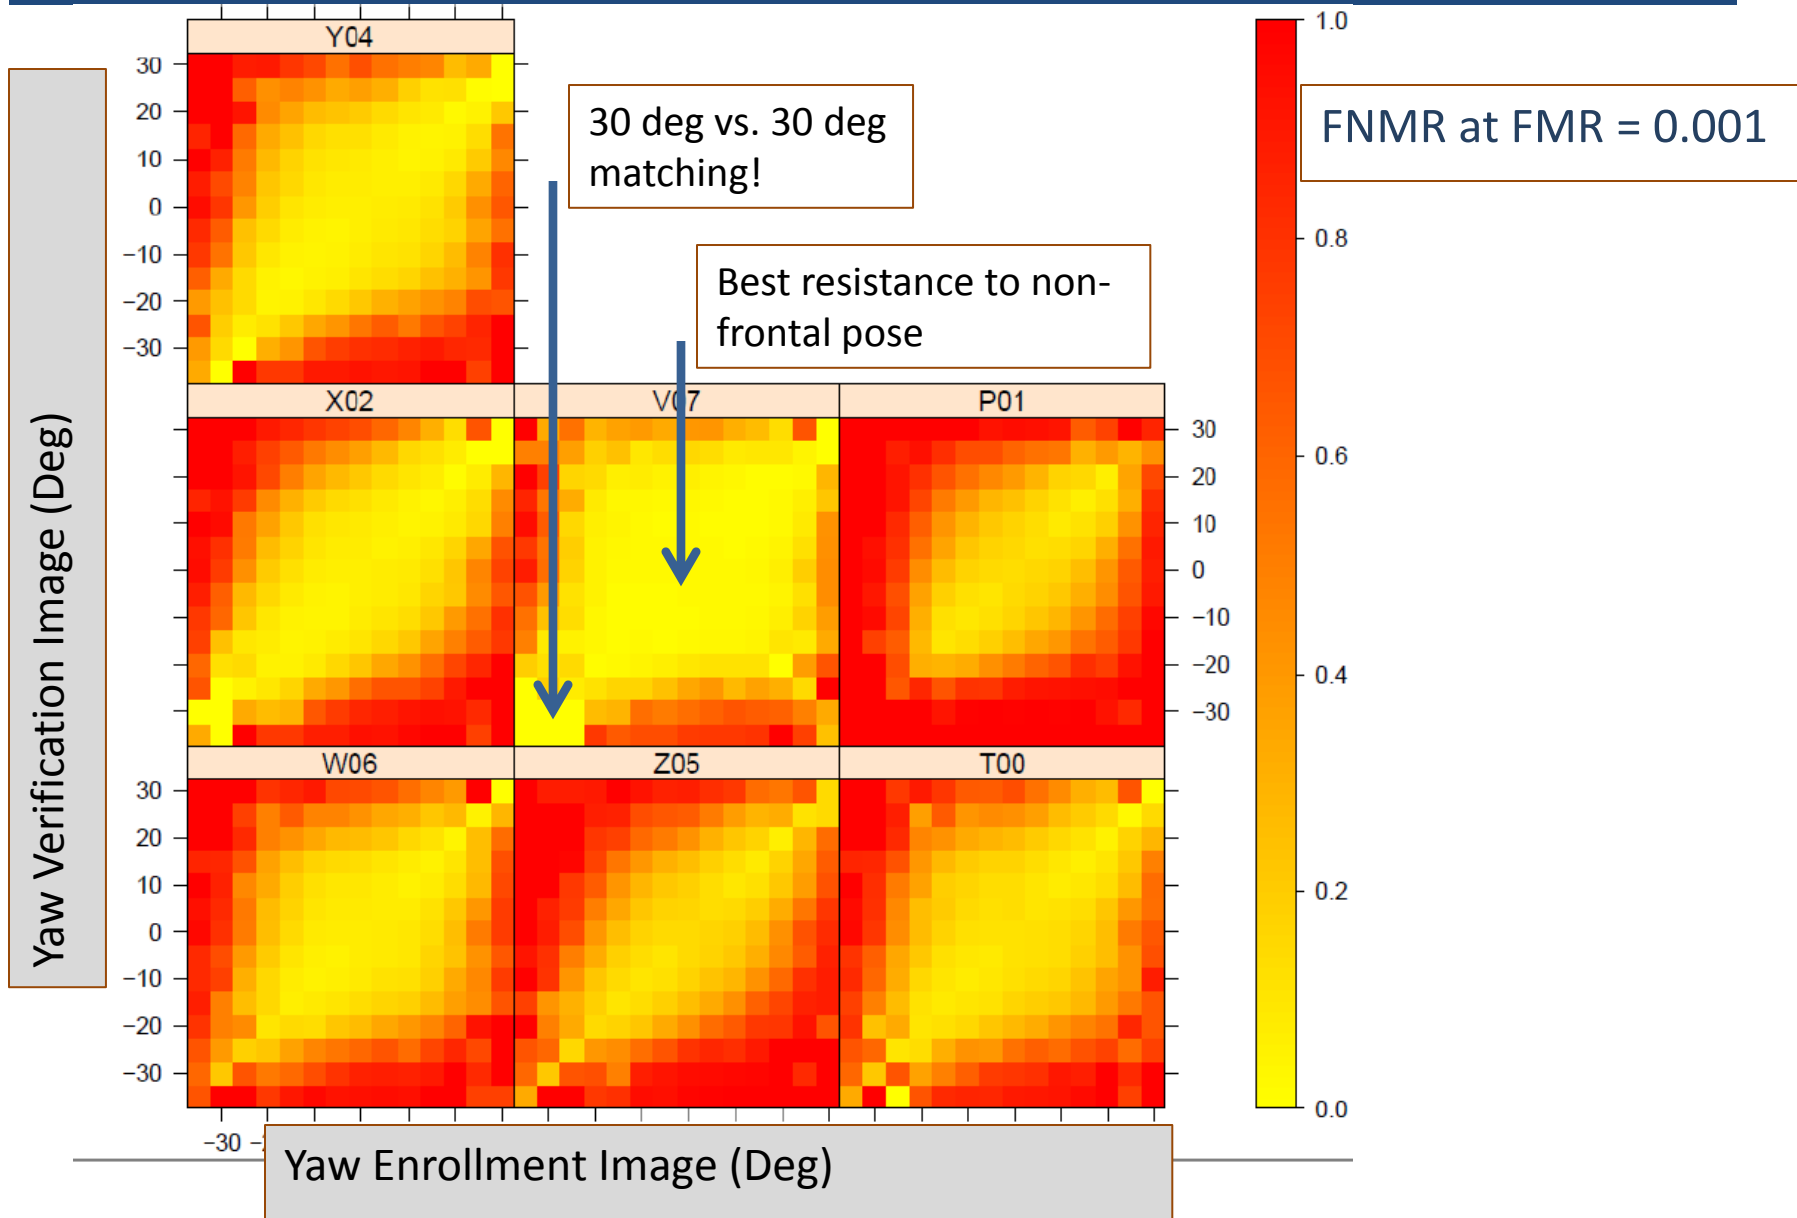 Y04
30
20
10
0
−10
−20
−30
30 deg vs. 30 deg
matching!
Best resistance to non-
frontal pose
1.0
FNMR at FMR = 0.001
0.8
0.6
0.4
0.2
0.0
Yaw Verification Image (Deg)
X02
V07
P01
30
20
10
0
−10
−20
−30
W06
Z05
T00
30
20
10
0
−10
−20
−30
−30
Yaw Enrollment Image (Deg)